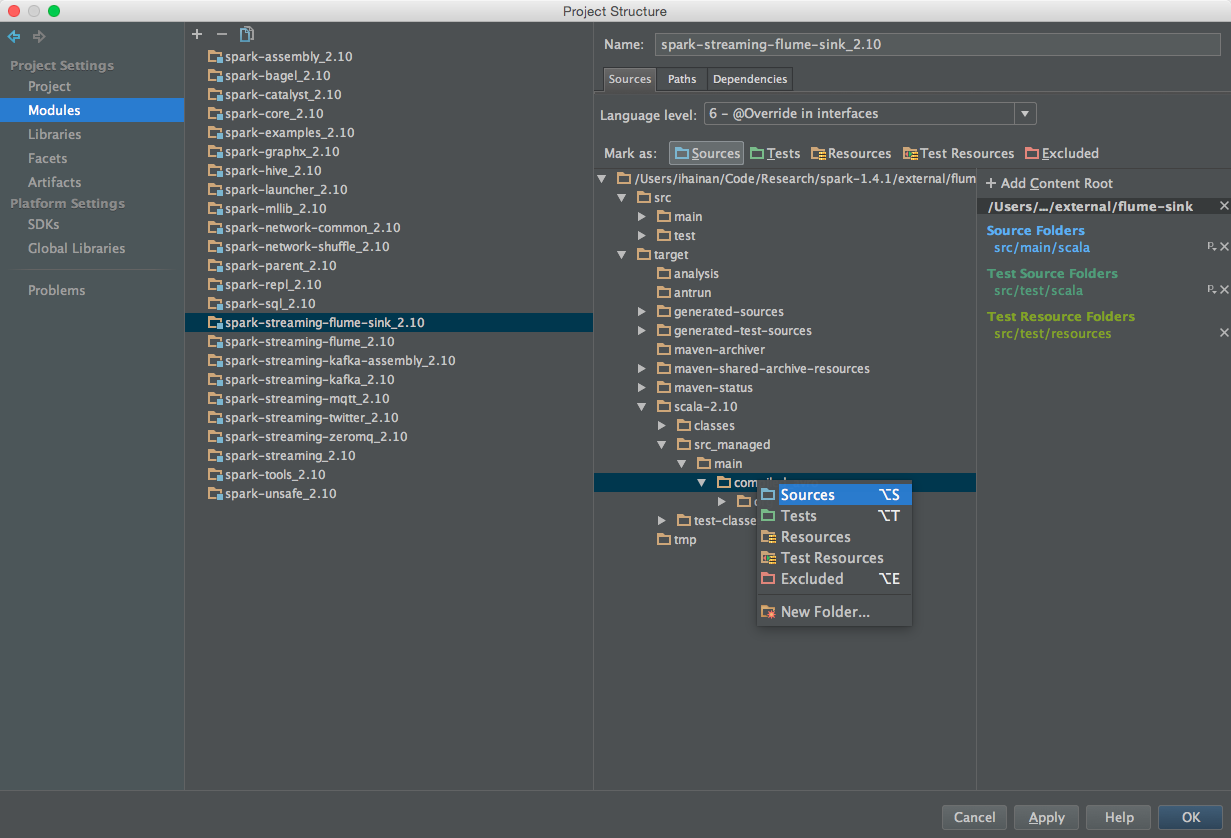 Project Structure
Project Settings
Project
Modules
Libraries
Facets
Artifacts
Platform Settings
SDKs
Global Libraries
Problems
spark-assembly_2.10
spark-bagel_2.10
spark-catalyst_2.10
spark-core_2.10
spark-examples_2.10
spark-graphx_2.10
spark-hive_2.10
spark-launcher_2.10
spark-mllib_2.10
spark-network-common_2.10
spark-network-shuffle_2.10
spark-parent_2.10
spark-repl_2.10
spark-sql_2.10
spark-streaming-flume-sink_2.10
spark-streaming-flume_2.10
spark-streaming-kafka-assembly_2.10
spark-streaming-kafka_2.10
spark-streaming-mqtt_2.10
spark-streaming-twitter_2.10
spark-streaming-zeromq_2.10
spark-streaming_2.10
spark-tools_2.10
spark-unsafe_2.10
Name: spark-streaming-flume-sink_2.10
Sources Paths Dependencies
Language level: 6 – @Override in interfaces
Mark as: Sources Tests Resources Test Resources Excluded
/Users/ihainan/Code/Research/spark-1.4.1/external/flum
src
main
test
target
analysis
antrun
generated-sources
generated-test-sources
maven-archiver
maven-shared-archive-resources
maven-status
scala-2.10
classes
src_managed
main
test-classe
tmp
Sources ⌥S
Tests ⌥T
Resources
Test Resources
Excluded ⌥E
New Folder...
+ Add Content Root
/Users/.../external/flume-sink
Source Folders
src/main/scala
Test Source Folders
src/test/scala
Test Resource Folders
src/test/resources
Cancel Apply Help OK